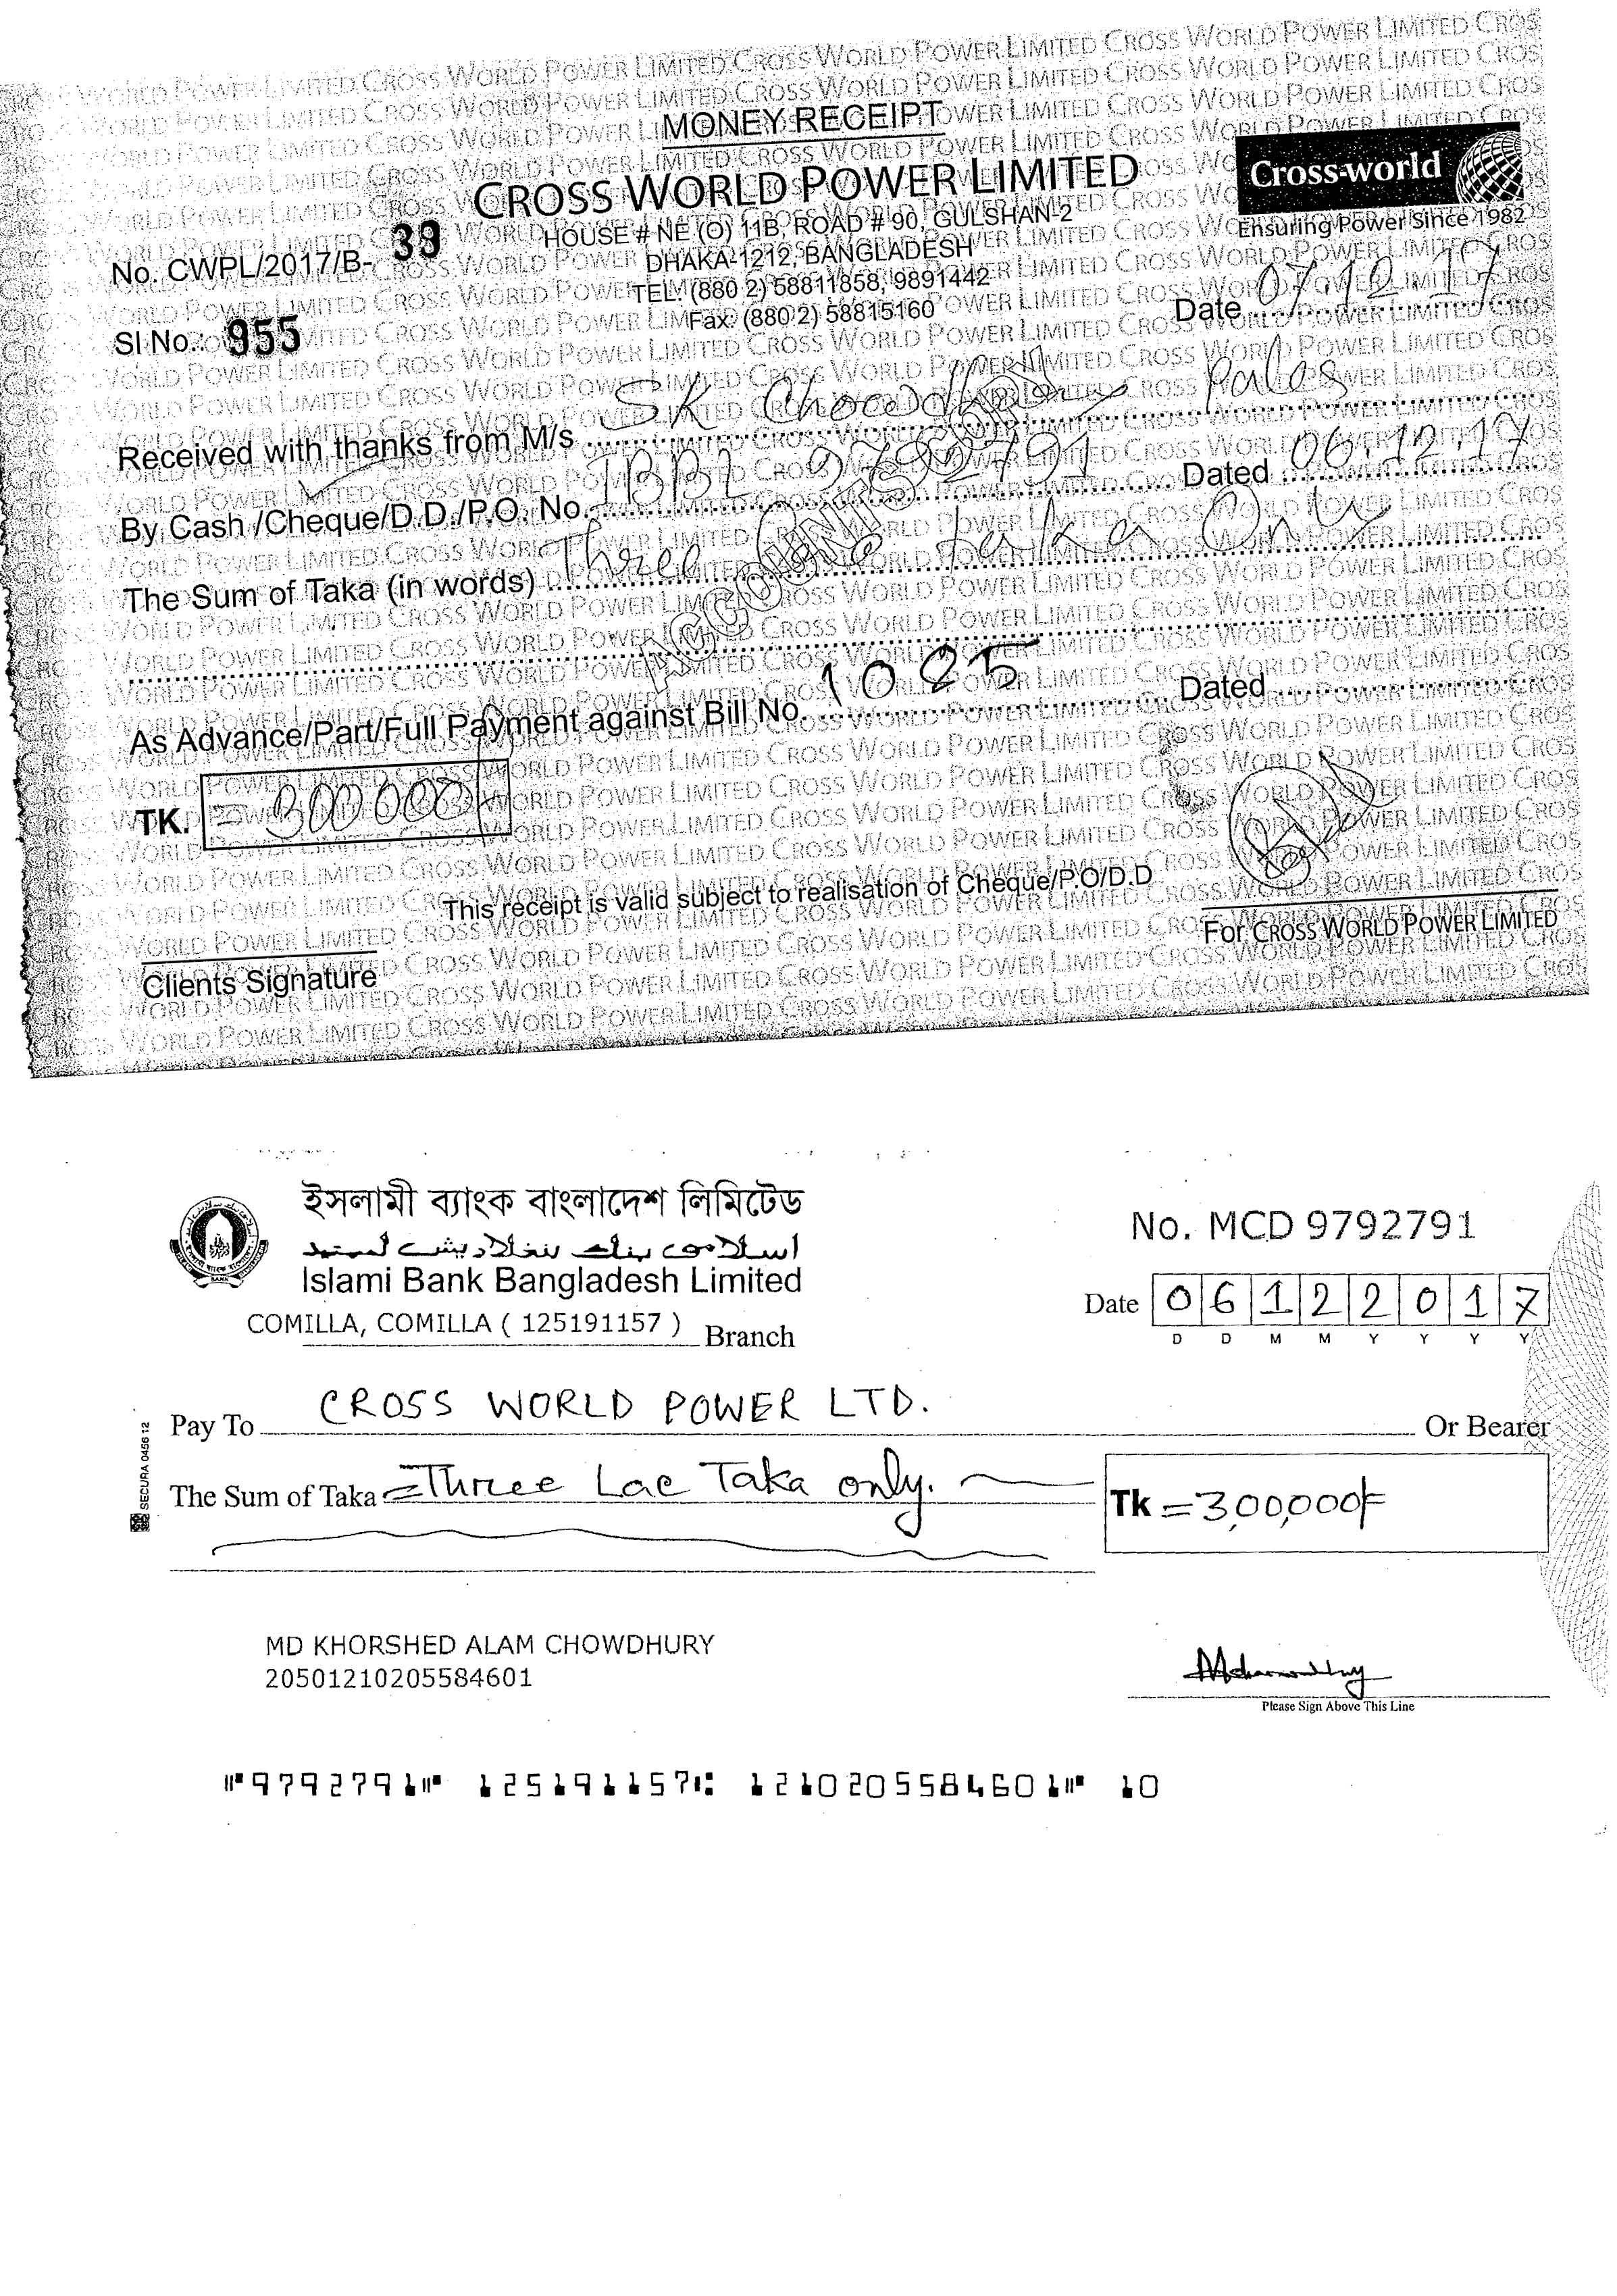 MONEY RECEIPT
CROSS WORLD POWER LIMITED
Cross-world
Ensuring Power Since 1982
HOUSE # NE (O) 11B, ROAD # 90, GULSHAN-2
DHAKA-1212, BANGLADESH
No. CWPL/2017/B- 39
TEL: (880 2) 58811858, 9891442
Fax: (880 2) 58815160
Sl No.: 955
Date 07.12.17
Received with thanks from M/s SK Chowdhury
By Cash /Cheque/D.D./P.O. No. IBBL 9792791 Dated 06.12.17
The Sum of Taka (in words) Three Lac taka Only
As Advance/Part/Full Payment against Bill No. 1085 Dated
TK. = 300000/
This receipt is valid subject to realisation of Cheque/P.O/D.D
Clients Signature
For CROSS WORLD POWER LIMITED
ইসলামী ব্যাংক বাংলাদেশ লিমিটেড
اسلامى بنك بنغلاديش لميتيد
Islami Bank Bangladesh Limited
COMILLA, COMILLA ( 125191157 ) Branch
No. MCD 9792791
Date 06122017
D D M M Y Y Y Y
Pay To CROSS WORLD POWER LTD. Or Bearer
The Sum of Taka =Three Lac Taka only.
Tk =3,00,000/=
SECURA 0456 12
MD KHORSHED ALAM CHOWDHURY
20501210205584601
Please Sign Above This Line
9792791 125191157 1210205584601 10